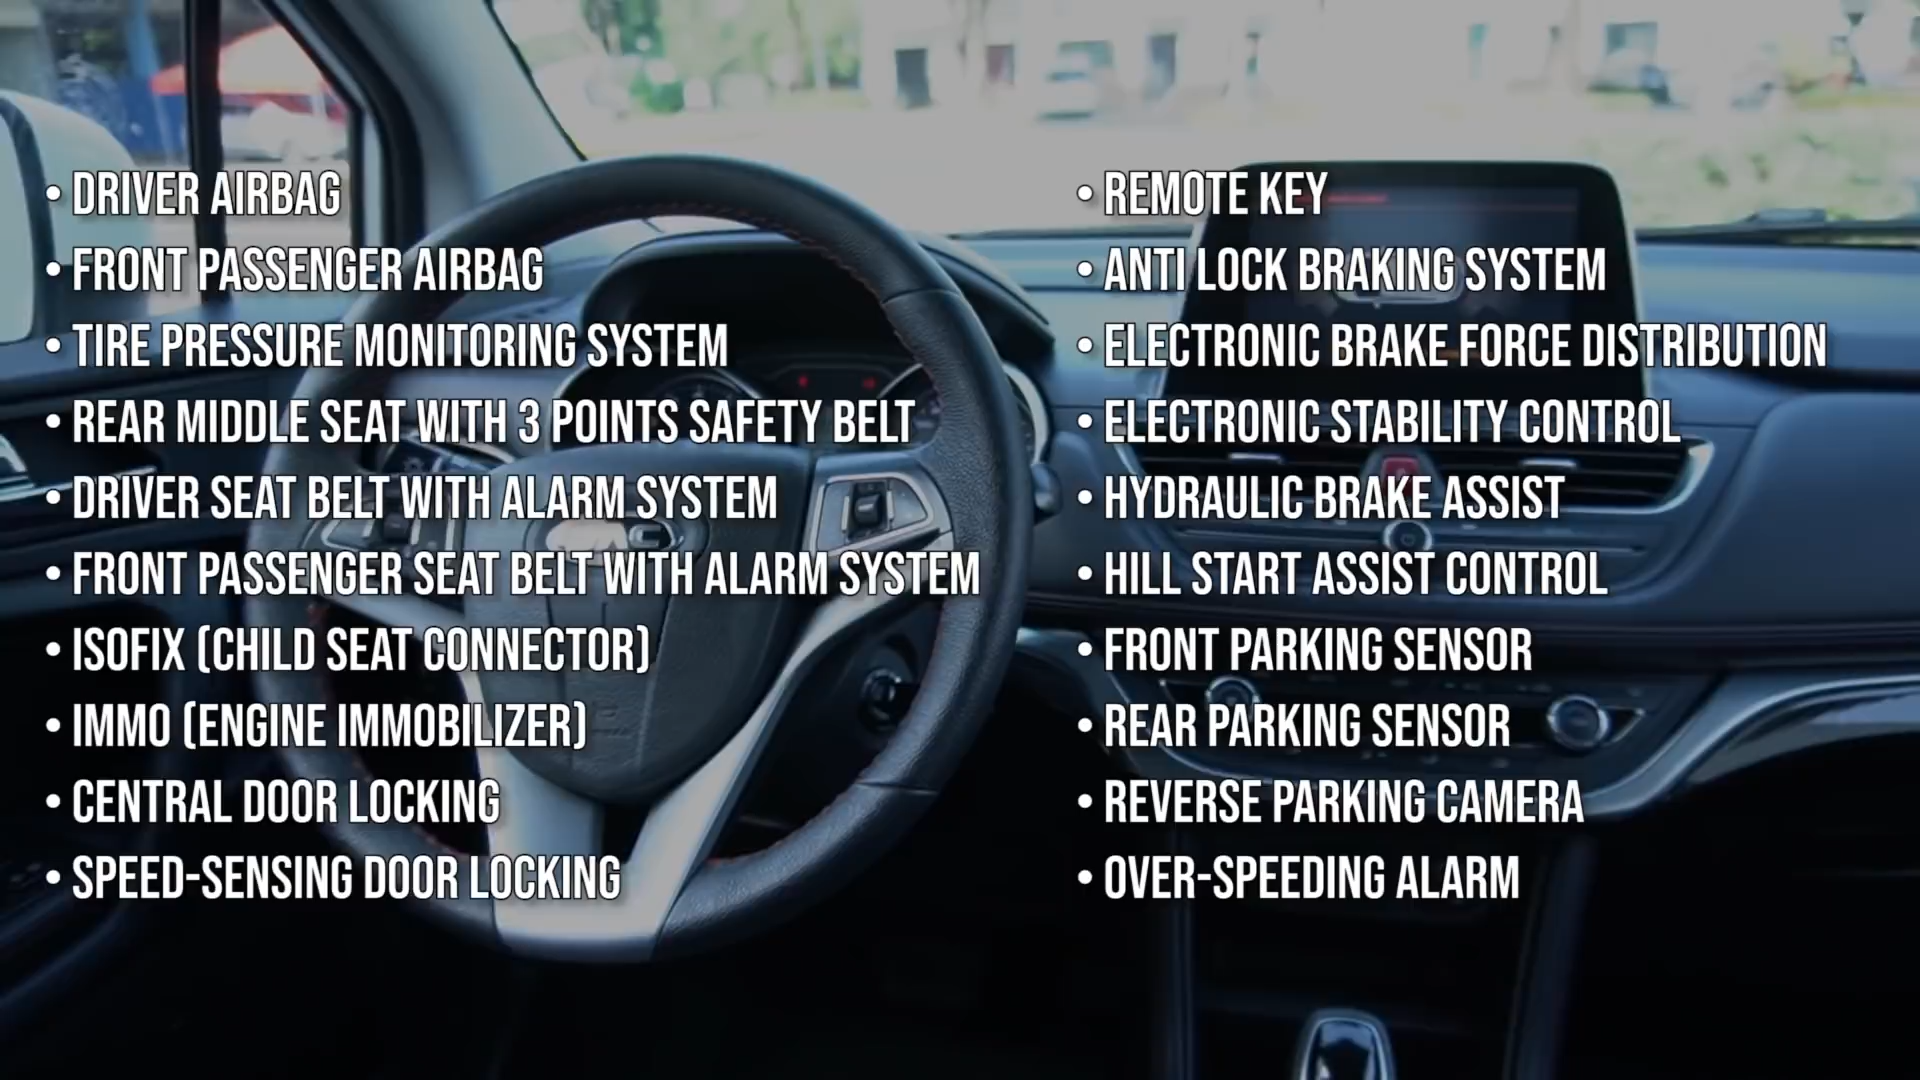 • DRIVER AIRBAG
• FRONT PASSENGER AIRBAG
• TIRE PRESSURE MONITORING SYSTEM
• REAR MIDDLE SEAT WITH 3 POINTS SAFETY BELT
• DRIVER SEAT BELT WITH ALARM SYSTEM
• FRONT PASSENGER SEAT BELT WITH ALARM SYSTEM
• ISOFIX (CHILD SEAT CONNECTOR)
• IMMO (ENGINE IMMOBILIZER)
• CENTRAL DOOR LOCKING
• SPEED-SENSING DOOR LOCKING
• REMOTE KEY
• ANTI LOCK BRAKING SYSTEM
• ELECTRONIC BRAKE FORCE DISTRIBUTION
• ELECTRONIC STABILITY CONTROL
• HYDRAULIC BRAKE ASSIST
• HILL START ASSIST CONTROL
• FRONT PARKING SENSOR
• REAR PARKING SENSOR
• REVERSE PARKING CAMERA
• OVER-SPEEDING ALARM